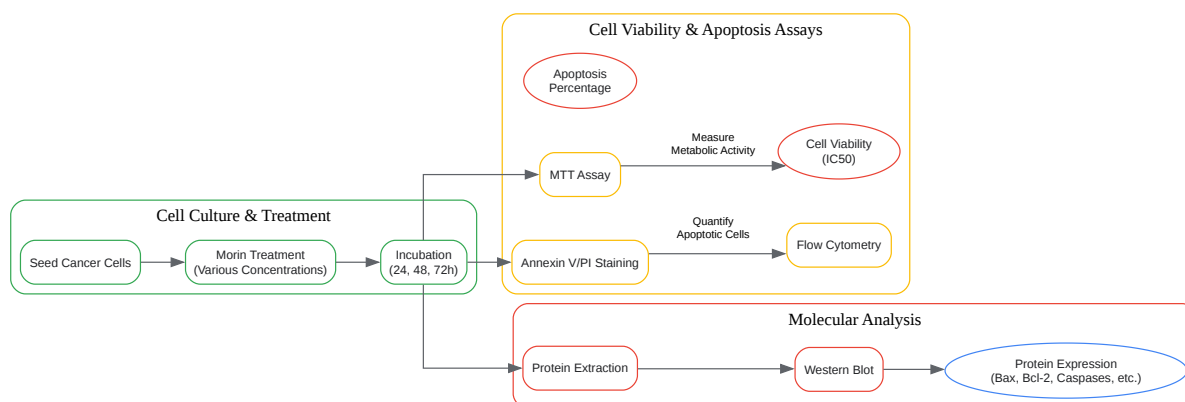 Cell Viability & Apoptosis Assays
Apoptosis
Percentage
Measure
Metabolic Activity
Cell Viability
(IC50)
MTT Assay
Cell Culture & Treatment
Quantify
Apoptotic Cells
Seed Cancer Cells
Morin Treatment
(Various Concentrations)
Incubation
(24, 48, 72h)
Annexin V/PI Staining
Flow Cytometry
Molecular Analysis
Protein Extraction
Western Blot
Protein Expression
(Bax, Bcl-2, Caspases, etc.)